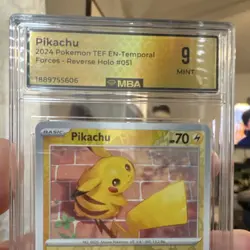 Pikachu
2024 Pokemon TEF EN-Temporal
Forces - Reverse Holo #051
1889755606
9
MINT
MBA
BASIC
Pikachu
70